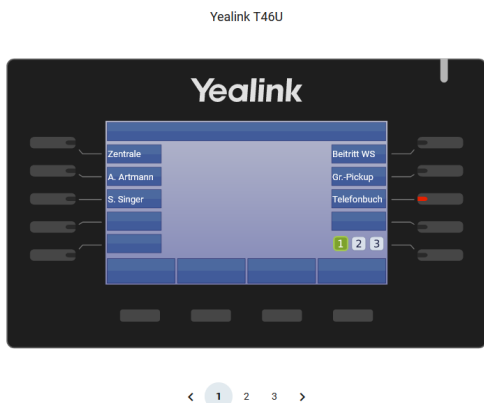 Yealink T46U
Yealink
Zentrale
Beitritt WS
A. Artmann
Gr.-Pickup
S. Singer
Telefonbuch
1 2 3
1 2 3